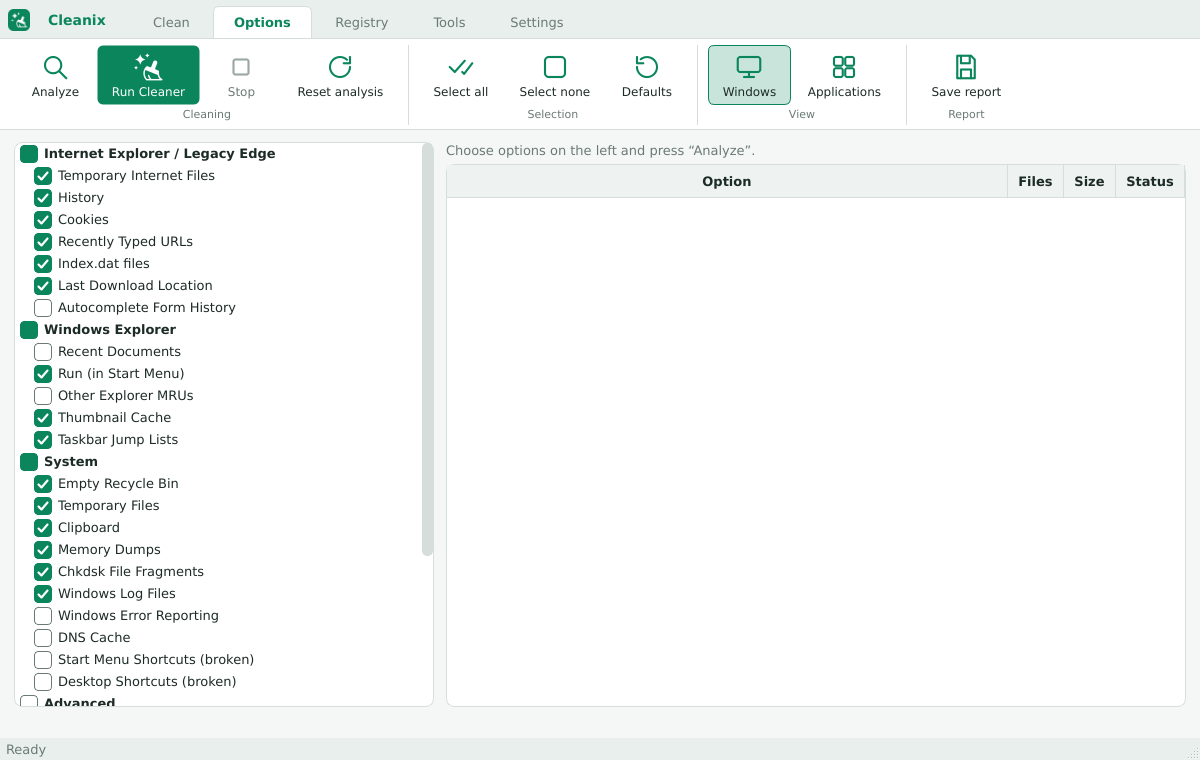 Cleanix
Clean
Options
Registry
Tools
Settings
Analyze
Run Cleaner
Stop
Reset analysis
Cleaning
Select all
Select none
Defaults
Selection
Windows
Applications
View
Save report
Report
Internet Explorer / Legacy Edge
Temporary Internet Files
History
Cookies
Recently Typed URLs
Index.dat files
Last Download Location
Autocomplete Form History
Windows Explorer
Recent Documents
Run (in Start Menu)
Other Explorer MRUs
Thumbnail Cache
Taskbar Jump Lists
System
Empty Recycle Bin
Temporary Files
Clipboard
Memory Dumps
Chkdsk File Fragments
Windows Log Files
Windows Error Reporting
DNS Cache
Start Menu Shortcuts (broken)
Desktop Shortcuts (broken)
Advanced
Choose options on the left and press “Analyze”.
Option Files Size Status
Ready